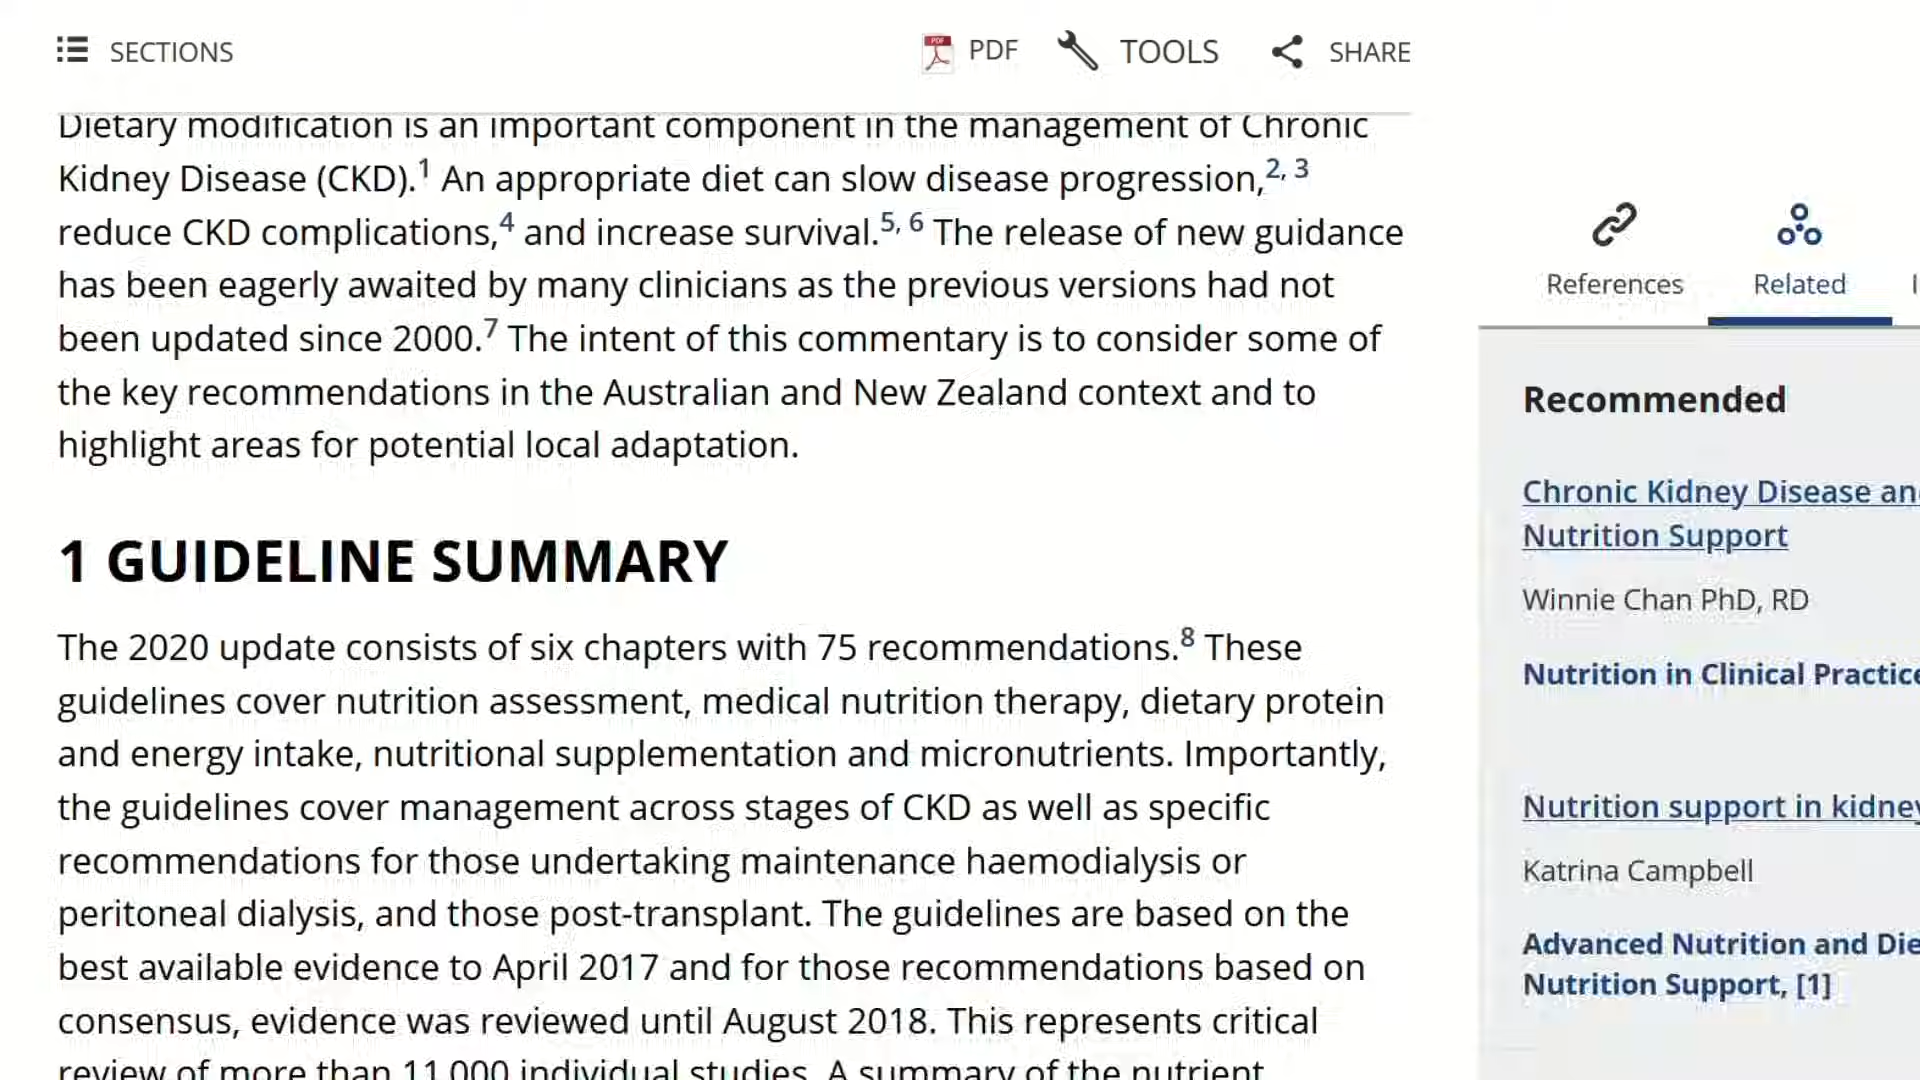 SECTIONS
PDF
TOOLS
SHARE
Dietary modification is an important component in the management of Chronic
Kidney Disease (CKD).1 An appropriate diet can slow disease progression,2, 3
reduce CKD complications,4 and increase survival.5, 6 The release of new guidance
has been eagerly awaited by many clinicians as the previous versions had not
been updated since 2000.7 The intent of this commentary is to consider some of
the key recommendations in the Australian and New Zealand context and to
highlight areas for potential local adaptation.
1 GUIDELINE SUMMARY
The 2020 update consists of six chapters with 75 recommendations.8 These
guidelines cover nutrition assessment, medical nutrition therapy, dietary protein
and energy intake, nutritional supplementation and micronutrients. Importantly,
the guidelines cover management across stages of CKD as well as specific
recommendations for those undertaking maintenance haemodialysis or
peritoneal dialysis, and those post-transplant. The guidelines are based on the
best available evidence to April 2017 and for those recommendations based on
consensus, evidence was reviewed until August 2018. This represents critical
review of more than 11 000 individual studies. A summary of the nutrient
References
Related
Recommended
Chronic Kidney Disease an
Nutrition Support
Winnie Chan PhD, RD
Nutrition in Clinical Practice
Nutrition support in kidney
Katrina Campbell
Advanced Nutrition and Die
Nutrition Support, [1]